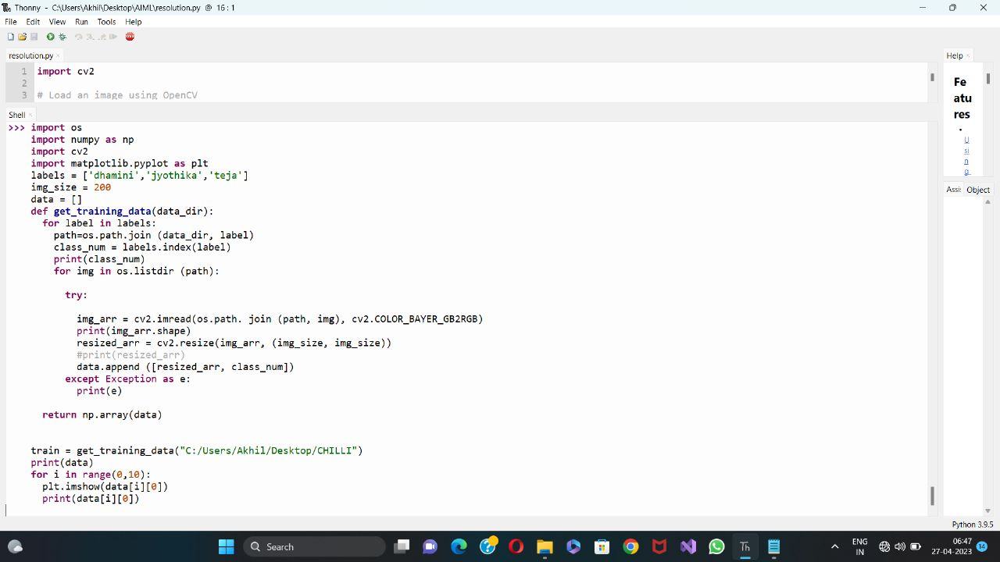 Thonny - C:\Users\Akhil\Desktop\AIML\resolution.py @ 16 : 1
File Edit View Run Tools Help
resolution.py ×
Help ×
1 import cv2
2
3 # Load an image using OpenCV
Fe
atu
res
•
U
si
n
g
Shell ×
>>> import os
import numpy as np
import cv2
import matplotlib.pyplot as plt
labels = ['dhamini','jyothika','teja']
img_size = 200
data = []
def get_training_data(data_dir):
for label in labels:
path=os.path.join (data_dir, label)
class_num = labels.index(label)
print(class_num)
for img in os.listdir (path):
try:
img_arr = cv2.imread(os.path. join (path, img), cv2.COLOR_BAYER_GB2RGB)
print(img_arr.shape)
resized_arr = cv2.resize(img_arr, (img_size, img_size))
#print(resized_arr)
data.append ([resized_arr, class_num])
except Exception as e:
print(e)
return np.array(data)
train = get_training_data("C:/Users/Akhil/Desktop/CHILLI")
print(data)
for i in range(0,10):
plt.imshow(data[i][0])
print(data[i][0])
Assi Object
Python 3.9.5
Search
Th
ENG
IN
06:47
27-04-2023
14